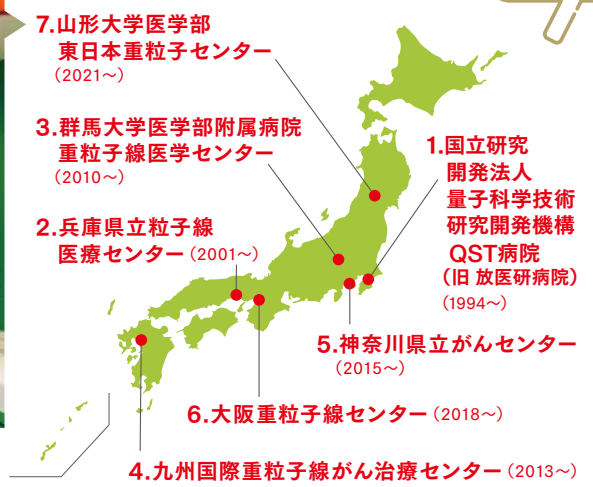 7.山形大学医学部
東日本重粒子センター
（2021〜）
3.群馬大学医学部附属病院
重粒子線医学センター
（2010〜）
2.兵庫県立粒子線
医療センター（2001〜）
1.国立研究
開発法人
量子科学技術
研究開発機構
QST病院
（旧 放医研病院）
（1994〜）
5.神奈川県立がんセンター
（2015〜）
6.大阪重粒子線センター（2018〜）
4.九州国際重粒子線がん治療センター（2013〜）